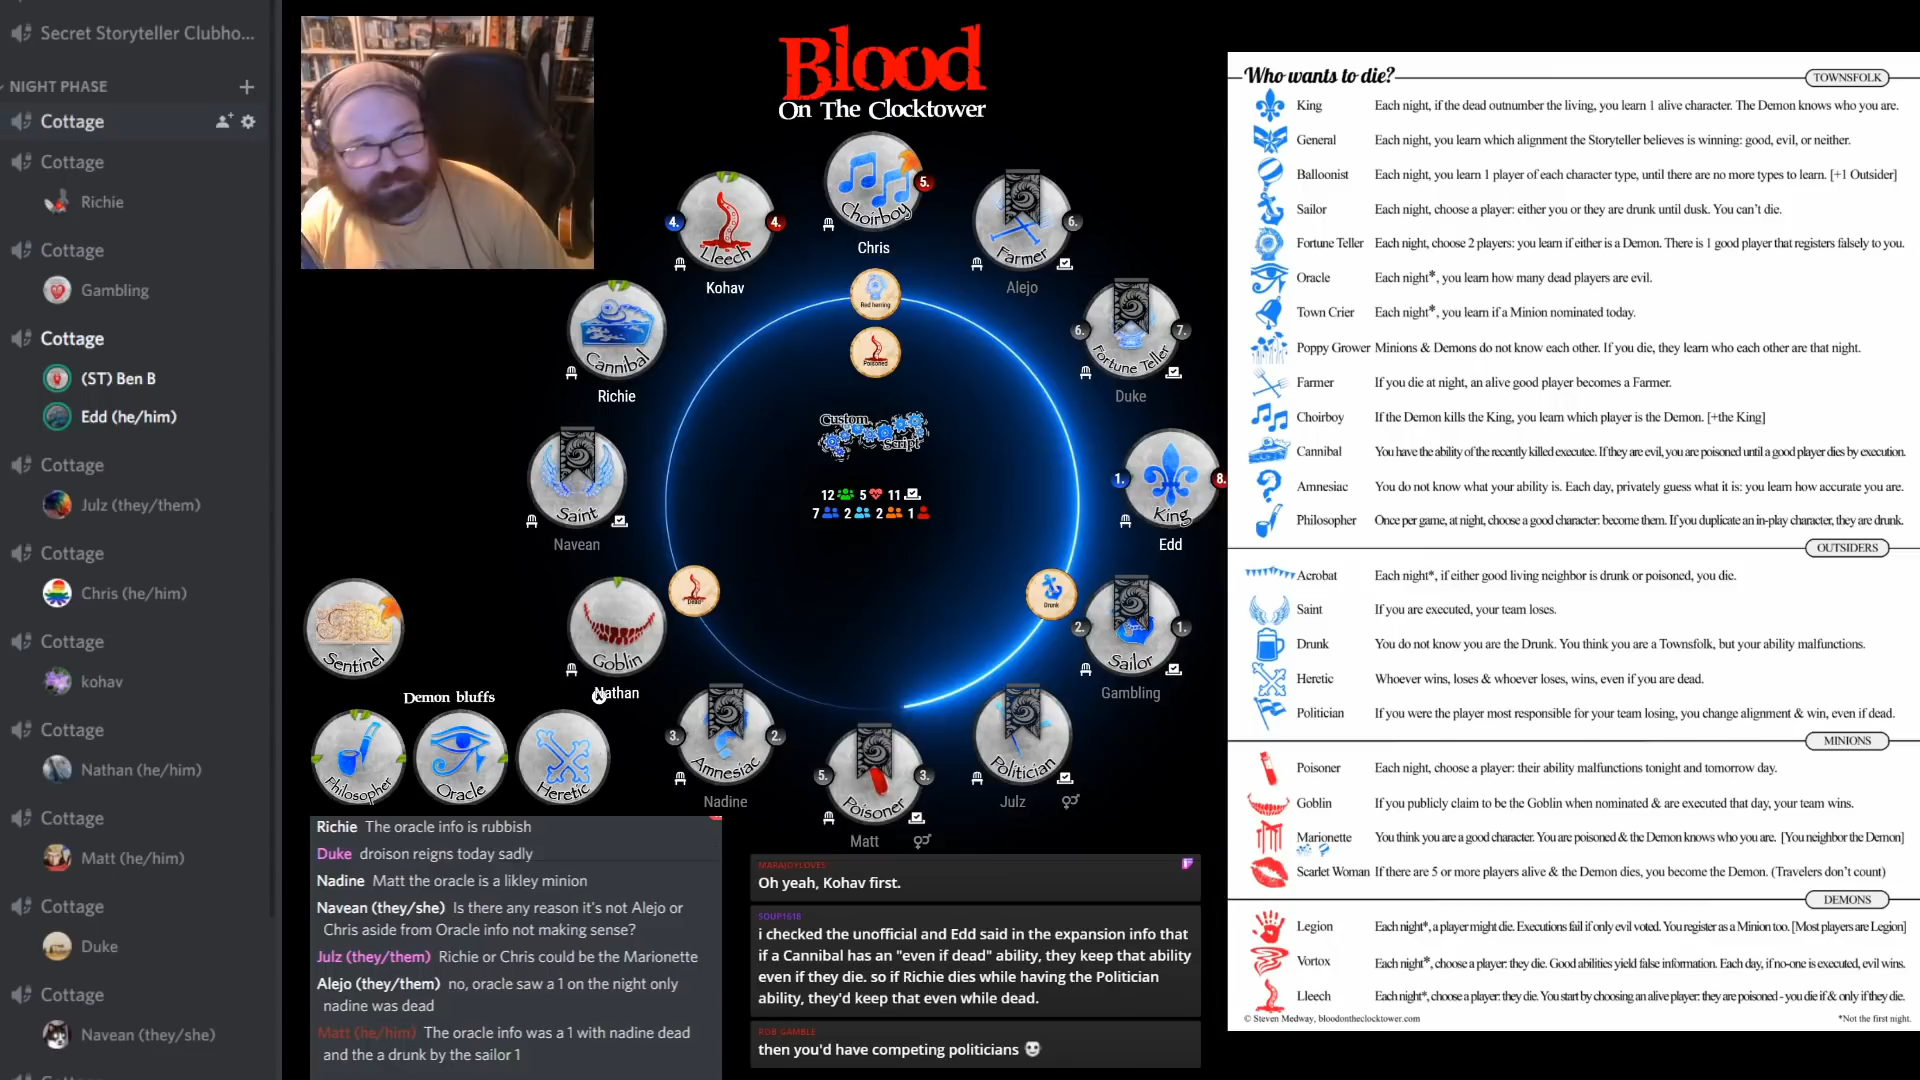 Secret Storyteller Clubho...
NIGHT PHASE
Cottage
Cottage
Richie
Cottage
Gambling
Cottage
(ST) Ben B
Edd (he/him)
Cottage
Julz (they/them)
Cottage
Chris (he/him)
Cottage
kohav
Cottage
Nathan (he/him)
Cottage
Matt (he/him)
Cottage
Duke
Cottage
Navean (they/she)
Blood
On The Clocktower
Choirboy
5.
Chris
4.
Lleech
4.
Kohav
Farmer
6.
Alejo
Red herring
Poisoned
Cannibal
Richie
6.
Fortune Teller
7.
Duke
Custom
Script
12 5 11
7 2 2 1
Saint
Navean
1.
King
8.
Edd
Sentinel
Goblin
Nathan
Dead
Drunk
2.
Sailor
1.
Gambling
Demon bluffs
Philosopher
Oracle
Heretic
3.
Amnesiac
2.
Nadine
5.
Poisoner
3.
Matt
Politician
Julz
Richie The oracle info is rubbish
Duke droison reigns today sadly
Nadine Matt the oracle is a likley minion
Navean (they/she) Is there any reason it's not Alejo or
Chris aside from Oracle info not making sense?
Julz (they/them) Richie or Chris could be the Marionette
Alejo (they/them) no, oracle saw a 1 on the night only
nadine was dead
Matt (he/him) The oracle info was a 1 with nadine dead
and the a drunk by the sailor 1
MARAJOYLOVES
Oh yeah, Kohav first.
SOUP1618
i checked the unofficial and Edd said in the expansion info that
if a Cannibal has an "even if dead" ability, they keep that ability
even if they die. so if Richie dies while having the Politician
ability, they'd keep that even while dead.
ROB_GAMBLE
then you'd have competing politicians
Who wants to die?
TOWNSFOLK
King Each night, if the dead outnumber the living, you learn 1 alive character. The Demon knows who you are.
General Each night, you learn which alignment the Storyteller believes is winning: good, evil, or neither.
Balloonist Each night, you learn 1 player of each character type, until there are no more types to learn. [+1 Outsider]
Sailor Each night, choose a player: either you or they are drunk until dusk. You can't die.
Fortune Teller Each night, choose 2 players: you learn if either is a Demon. There is 1 good player that registers falsely to you.
Oracle Each night*, you learn how many dead players are evil.
Town Crier Each night*, you learn if a Minion nominated today.
Poppy Grower Minions & Demons do not know each other. If you die, they learn who each other are that night.
Farmer If you die at night, an alive good player becomes a Farmer.
Choirboy If the Demon kills the King, you learn which player is the Demon. [+the King]
Cannibal You have the ability of the recently killed executee. If they are evil, you are poisoned until a good player dies by execution.
Amnesiac You do not know what your ability is. Each day, privately guess what it is: you learn how accurate you are.
Philosopher Once per game, at night, choose a good character: become them. If you duplicate an in-play character, they are drunk.
OUTSIDERS
Acrobat Each night*, if either good living neighbor is drunk or poisoned, you die.
Saint If you are executed, your team loses.
Drunk You do not know you are the Drunk. You think you are a Townsfolk, but your ability malfunctions.
Heretic Whoever wins, loses & whoever loses, wins, even if you are dead.
Politician If you were the player most responsible for your team losing, you change alignment & win, even if dead.
MINIONS
Poisoner Each night, choose a player: their ability malfunctions tonight and tomorrow day.
Goblin If you publicly claim to be the Goblin when nominated & are executed that day, your team wins.
Marionette You think you are a good character. You are poisoned & the Demon knows who you are. [You neighbor the Demon]
Scarlet Woman If there are 5 or more players alive & the Demon dies, you become the Demon. (Travelers don't count)
DEMONS
Legion Each night*, a player might die. Executions fail if only evil voted. You register as a Minion too. [Most players are Legion]
Vortox Each night*, choose a player: they die. Good abilities yield false information. Each day, if no-one is executed, evil wins.
Lleech Each night*, choose a player: they die. You start by choosing an alive player: they are poisoned - you die if & only if they die.
© Steven Medway, bloodontheclocktower.com
*Not the first night.